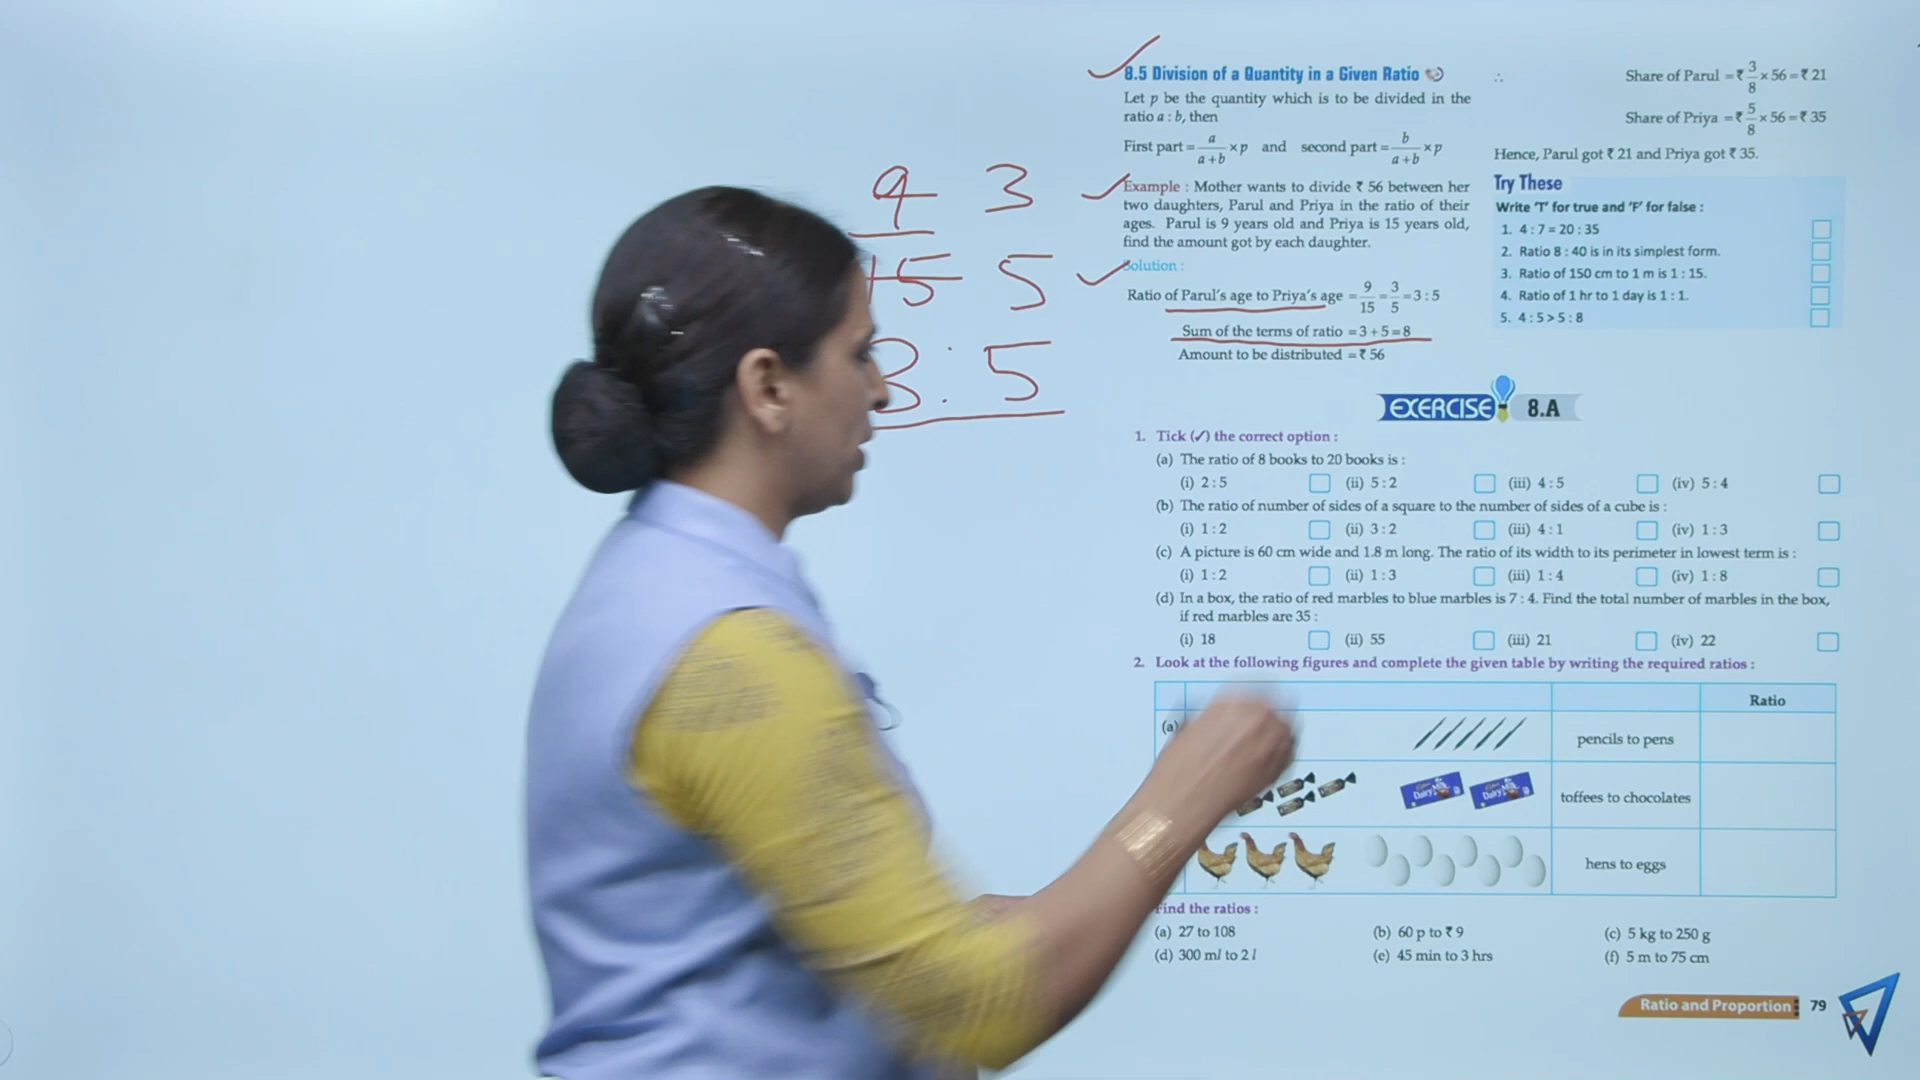 9 3
15 5
3 : 5
8.5 Division of a Quantity in a Given Ratio
Let p be the quantity which is to be divided in the
ratio a : b, then
First part = a/(a+b) × p and second part = b/(a+b) × p
Example : Mother wants to divide ₹ 56 between her
two daughters, Parul and Priya in the ratio of their
ages. Parul is 9 years old and Priya is 15 years old,
find the amount got by each daughter.
Solution :
Ratio of Parul's age to Priya's age = 9/15 = 3/5 = 3 : 5
Sum of the terms of ratio = 3 + 5 = 8
Amount to be distributed = ₹ 56
∴ Share of Parul = ₹ 3/8 × 56 = ₹ 21
Share of Priya = ₹ 5/8 × 56 = ₹ 35
Hence, Parul got ₹ 21 and Priya got ₹ 35.
Try These
Write 'T' for true and 'F' for false :
1. 4 : 7 = 20 : 35
2. Ratio 8 : 40 is in its simplest form.
3. Ratio of 150 cm to 1 m is 1 : 15.
4. Ratio of 1 hr to 1 day is 1 : 1.
5. 4 : 5 > 5 : 8
EXERCISE 8.A
1. Tick (✓) the correct option :
(a) The ratio of 8 books to 20 books is :
(i) 2 : 5 (ii) 5 : 2 (iii) 4 : 5 (iv) 5 : 4
(b) The ratio of number of sides of a square to the number of sides of a cube is :
(i) 1 : 2 (ii) 3 : 2 (iii) 4 : 1 (iv) 1 : 3
(c) A picture is 60 cm wide and 1.8 m long. The ratio of its width to its perimeter in lowest term is :
(i) 1 : 2 (ii) 1 : 3 (iii) 1 : 4 (iv) 1 : 8
(d) In a box, the ratio of red marbles to blue marbles is 7 : 4. Find the total number of marbles in the box,
if red marbles are 35 :
(i) 18 (ii) 55 (iii) 21 (iv) 22
2. Look at the following figures and complete the given table by writing the required ratios :
Ratio
(a) pencils to pens
Dairy Milk Dairy Milk toffees to chocolates
hens to eggs
Find the ratios :
(a) 27 to 108 (b) 60 p to ₹ 9 (c) 5 kg to 250 g
(d) 300 ml to 2 l (e) 45 min to 3 hrs (f) 5 m to 75 cm
Ratio and Proportion 79